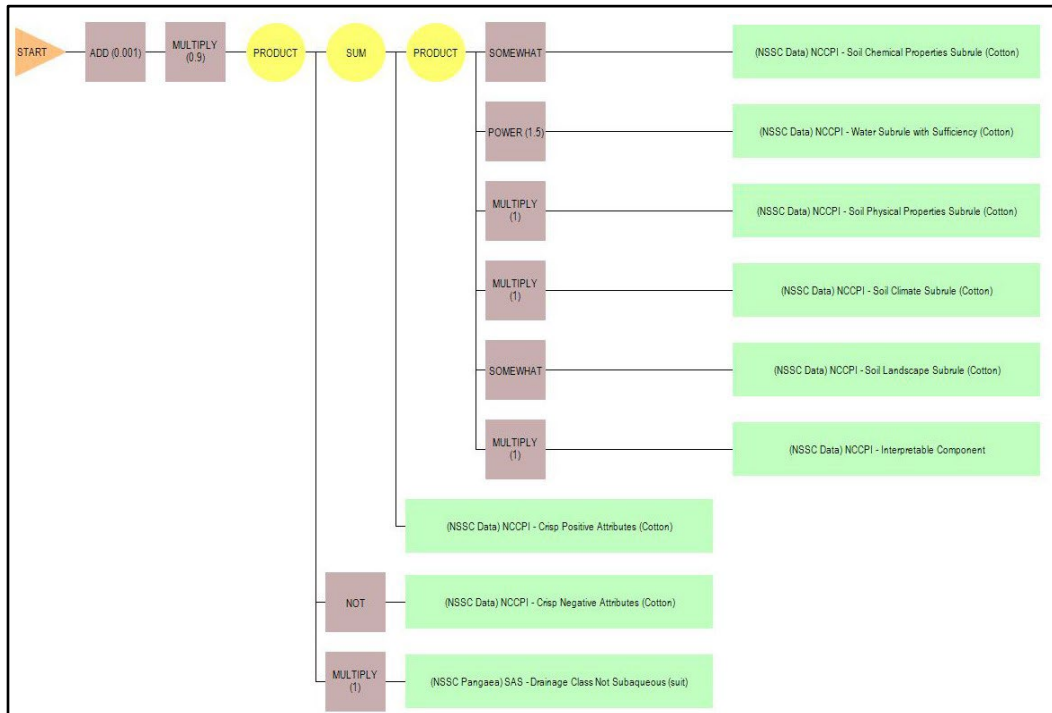 START
ADD (0.001)
MULTIPLY
(0.9)
PRODUCT
SUM
PRODUCT
SOMEWHAT
(NSSC Data) NCCPI - Soil Chemical Properties Subrule (Cotton)
POWER (1.5)
(NSSC Data) NCCPI - Water Subrule with Sufficiency (Cotton)
MULTIPLY
(1)
(NSSC Data) NCCPI - Soil Physical Properties Subrule (Cotton)
MULTIPLY
(1)
(NSSC Data) NCCPI - Soil Climate Subrule (Cotton)
SOMEWHAT
(NSSC Data) NCCPI - Soil Landscape Subrule (Cotton)
MULTIPLY
(1)
(NSSC Data) NCCPI - Interpretable Component
(NSSC Data) NCCPI - Crisp Positive Attributes (Cotton)
NOT
(NSSC Data) NCCPI - Crisp Negative Attributes (Cotton)
MULTIPLY
(1)
(NSSC Pangaea) SAS - Drainage Class Not Subaqueous (suit)